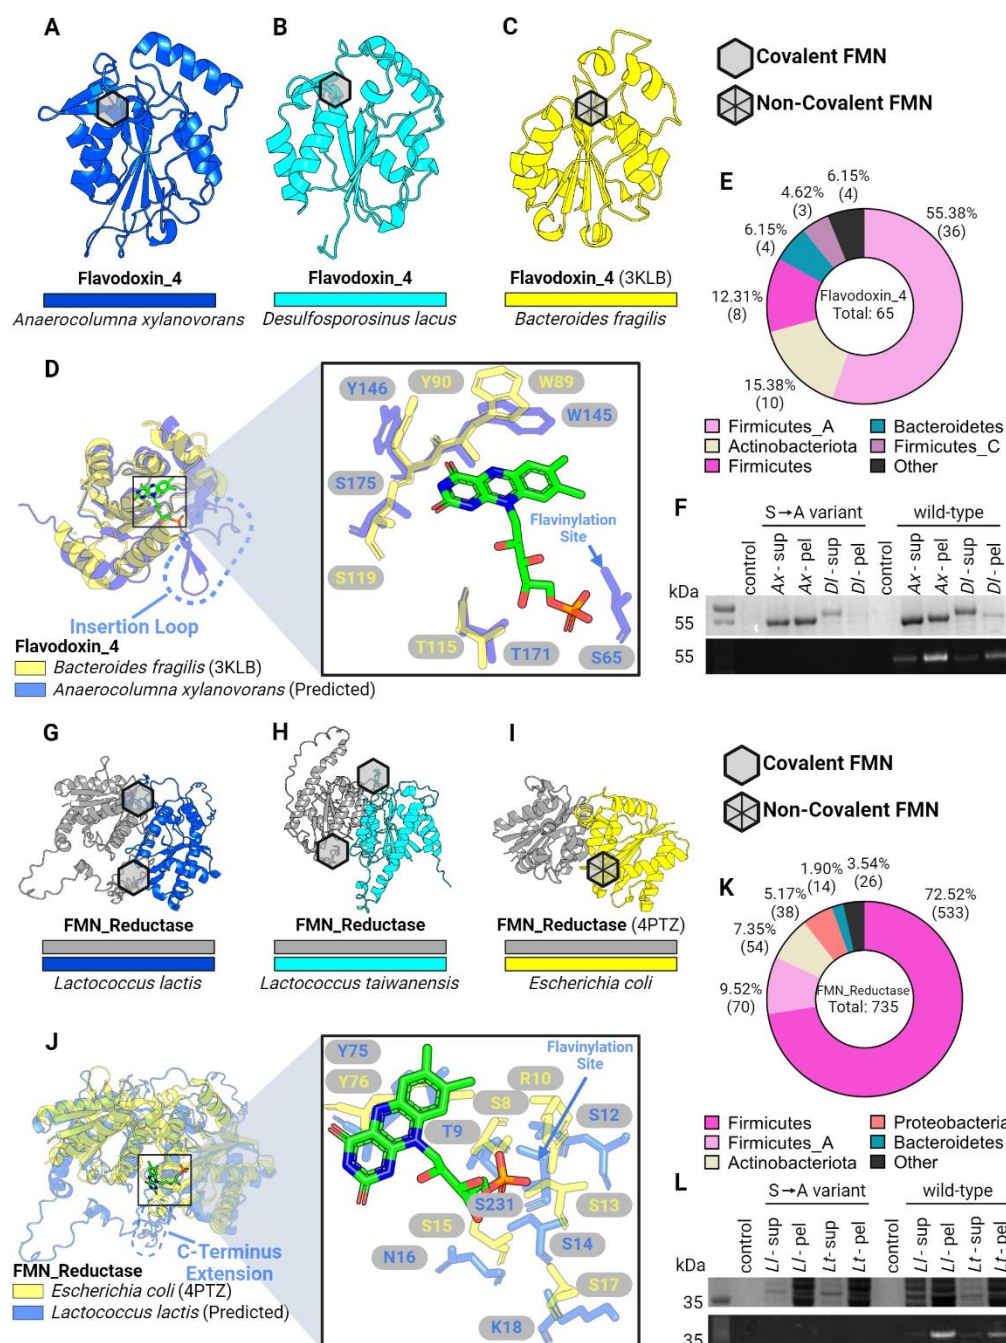 A
B
C
Covalent FMN
Non-Covalent FMN
Flavodoxin_4
Anaerocolumna xylanovorans
Flavodoxin_4
Desulfosporosinus lacus
Flavodoxin_4 (3KLB)
Bacteroides fragilis
E
6.15%
(4)
4.62%
(3)
55.38%
(36)
6.15%
(4)
12.31%
(8)
15.38%
(10)
Flavodoxin_4
Total: 65
Firmicutes_A
Bacteroidetes
Actinobacteriota
Firmicutes_C
Firmicutes
Other
D
Y146
Y90
W89
W145
S175
S119
T115
T171
S65
Flavinylation
Site
Insertion Loop
Flavodoxin_4
Bacteroides fragilis (3KLB)
Anaerocolumna xylanovorans (Predicted)
F
S→A variant
wild-type
control
Ax - sup
Ax - pel
Dl - sup
Dl - pel
control
Ax - sup
Ax - pel
Dl - sup
Dl - pel
kDa
55
55
G
H
I
Covalent FMN
Non-Covalent FMN
FMN_Reductase
Lactococcus lactis
FMN_Reductase
Lactococcus taiwanensis
FMN_Reductase (4PTZ)
Escherichia coli
K
3.54%
(26)
1.90%
(14)
72.52%
(533)
5.17%
(38)
7.35%
(54)
9.52%
(70)
FMN_Reductase
Total: 735
Firmicutes
Proteobacteria
Firmicutes_A
Bacteroidetes
Actinobacteriota
Other
J
Y75
Y76
Flavinylation
Site
R10
S8
S12
T9
S231
S13
S15
S14
N16
S17
K18
C-Terminus
Extension
FMN_Reductase
Escherichia coli (4PTZ)
Lactococcus lactis (Predicted)
L
S→A variant
wild-type
control
Ll - sup
Ll - pel
Lt - sup
Lt - pel
control
Ll - sup
Ll - pel
Lt - sup
Lt - pel
kDa
35
35